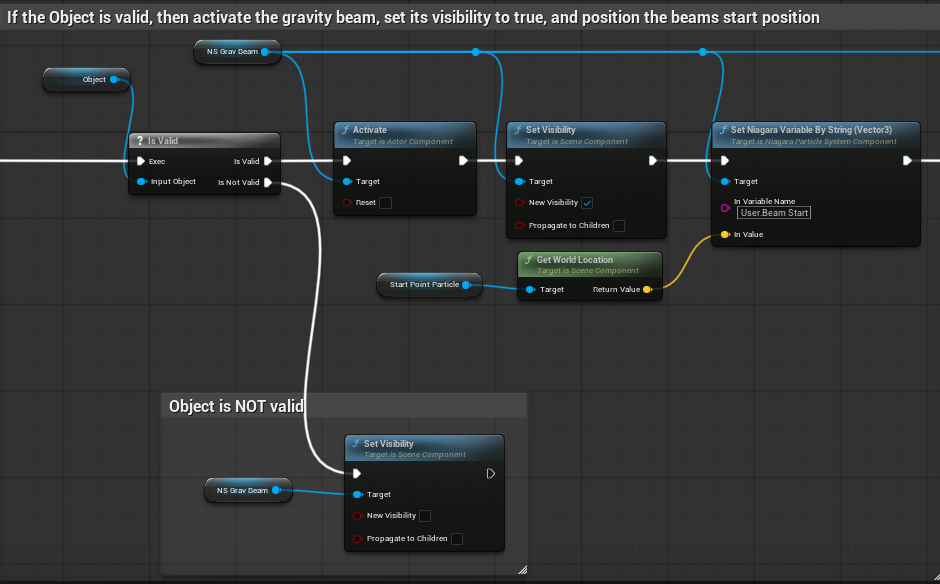 If the Object is valid, then activate the gravity beam, set its visibility to true, and position the beams start position
NS Grav Beam
Object
? Is Valid
Exec
Is Valid
Input Object
Is Not Valid
f Activate
Target is Actor Component
Target
Reset
f Set Visibility
Target is Scene Component
Target
New Visibility
Propagate to Children
f Set Niagara Variable By String (Vector3)
Target is Niagara Particle System Component
Target
In Variable Name
User.Beam Start
In Value
Start Point Particle
f Get World Location
Target is Scene Component
Target
Return Value
Object is NOT valid
NS Grav Beam
f Set Visibility
Target is Scene Component
Target
New Visibility
Propagate to Children